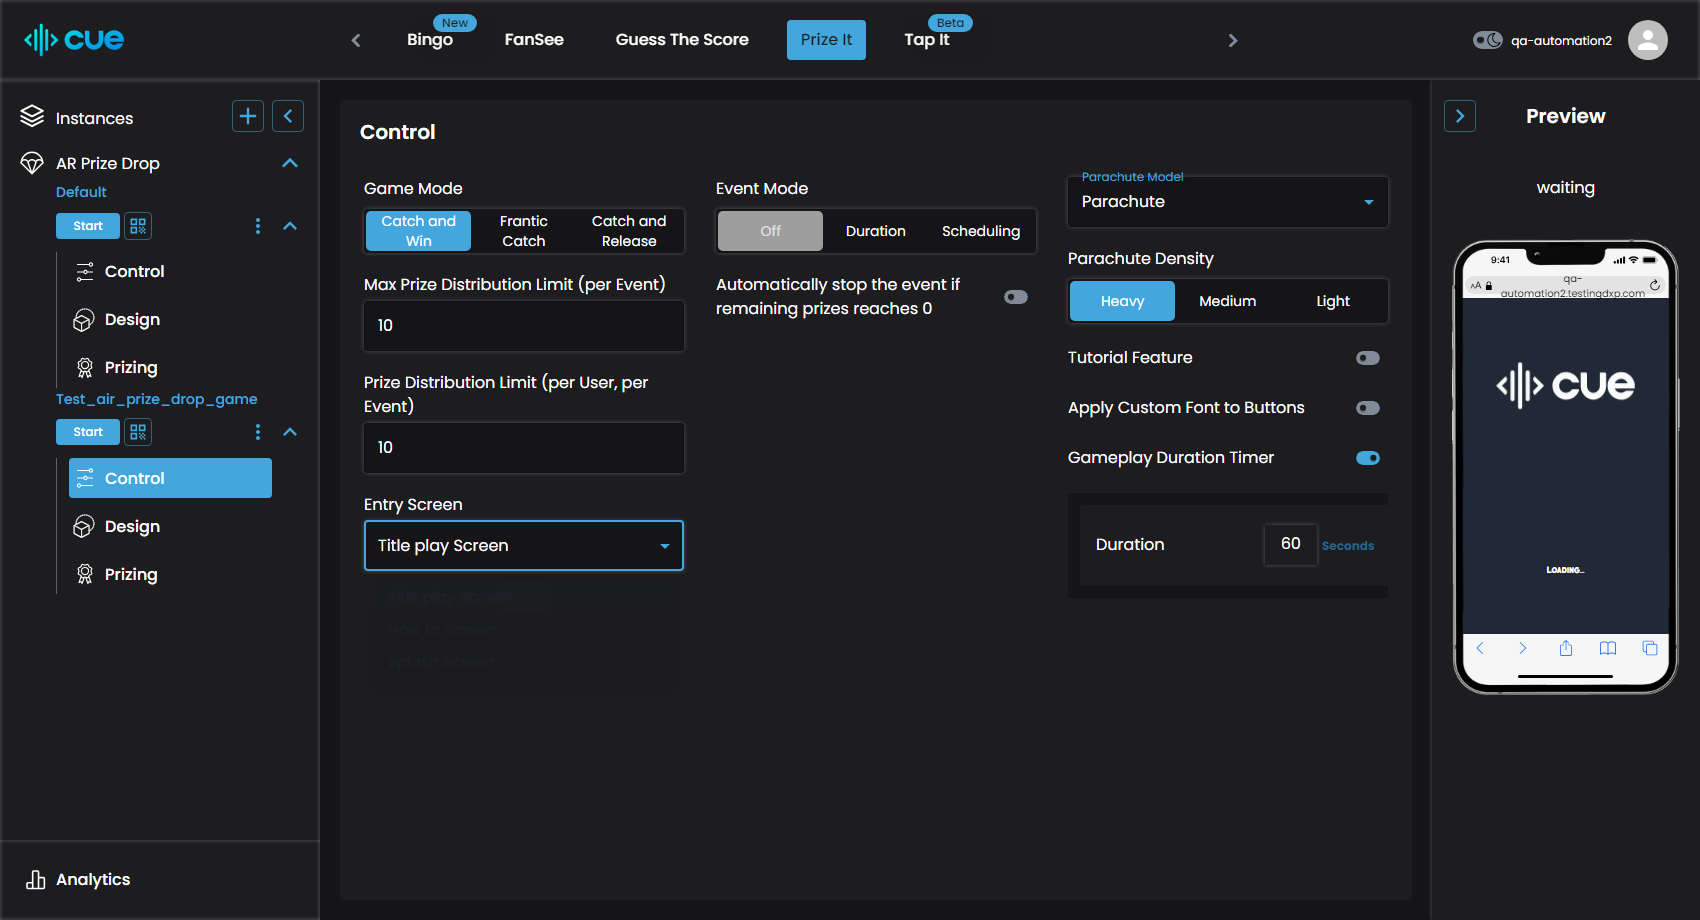 cue
New
Bingo
FanSee
Guess The Score
Prize It
Beta
Tap It
qa-automation2
Instances
AR Prize Drop
Default
Start
Control
Design
Prizing
Test_air_prize_drop_game
Start
Control
Design
Prizing
Analytics
Control
Game Mode
Catch and Win
Frantic Catch
Catch and Release
Max Prize Distribution Limit (per Event)
10
Prize Distribution Limit (per User, per
Event)
10
Entry Screen
Title play Screen
Title play Screen
How to Screen
Splash Screen
Event Mode
Off
Duration
Scheduling
Automatically stop the event if
remaining prizes reaches 0
Parachute Model
Parachute
Parachute Density
Heavy
Medium
Light
Tutorial Feature
Apply Custom Font to Buttons
Gameplay Duration Timer
Duration
60
Seconds
Preview
waiting
9:41
AA
qa-
automation2.testingdxp.com
cue
LOADING...